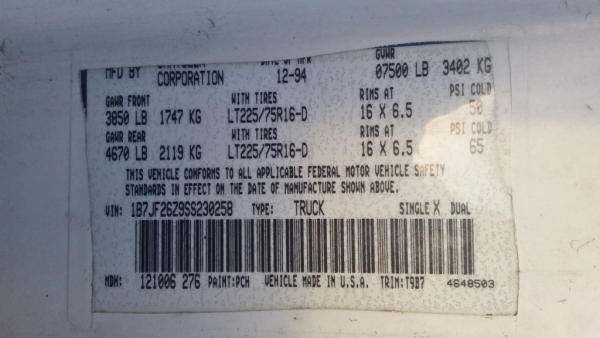 MFD BY CHRYSLER DATE OF MFR GVWR
CORPORATION 12-94 07500 LB 3402 KG
GAWR FRONT WITH TIRES RIMS AT PSI COLD
3850 LB 1747 KG LT225/75R16-D 16 X 6.5 50
GAWR REAR WITH TIRES RIMS AT PSI COLD
4670 LB 2119 KG LT225/75R16-D 16 X 6.5 65
THIS VEHICLE CONFORMS TO ALL APPLICABLE FEDERAL MOTOR VEHICLE SAFETY
STANDARDS IN EFFECT ON THE DATE OF MANUFACTURE SHOWN ABOVE.
VIN: 1B7JF26Z9SS230258 TYPE: TRUCK SINGLE X DUAL
MDH: 121006 276 PAINT:PCH VEHICLE MADE IN U.S.A. TRIM:T9B7 4648503